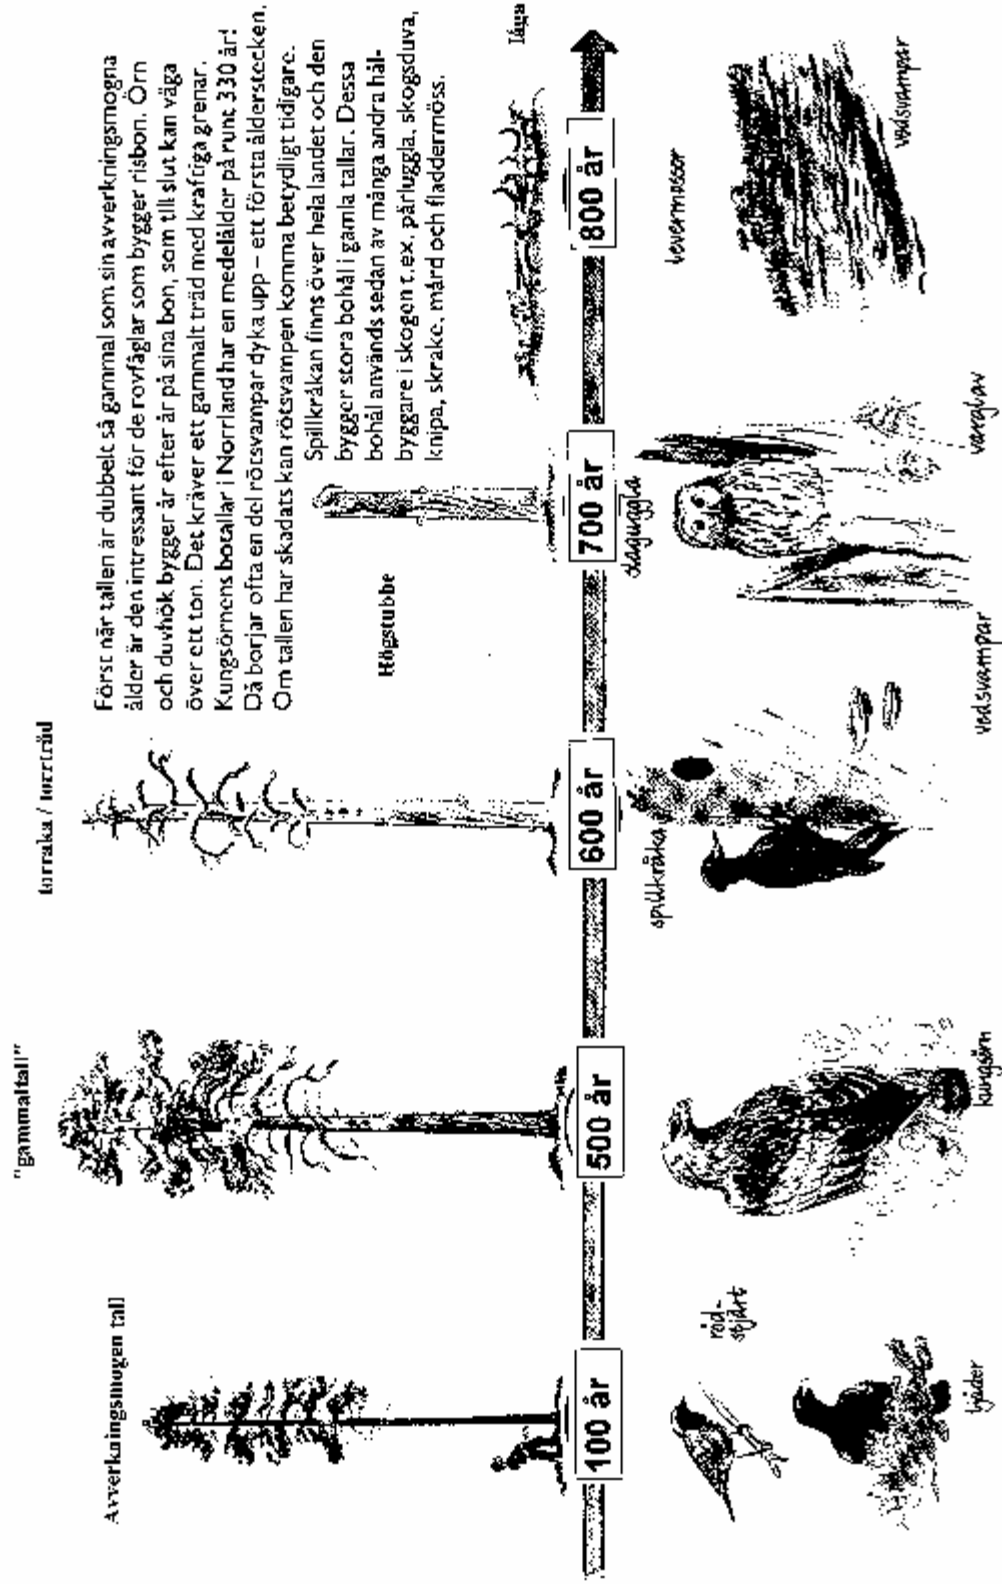 Avverkningsmogen tall
"gammaltall"
torraka / torrträd
Först när tallen är dubbelt så gammal som sin avverkningsmogna
ålder är den intressant för de rovfåglar som bygger risbon. Örn
och duvhök bygger år efter år på sina bon, som till slut kan väga
över ett ton. Det kräver ett gammalt träd med kraftiga grenar.
Kungsörnens botallar i Norrland har en medelålder på runt 330 år!
Då börjar ofta en del rötsvampar dyka upp – ett första ålderstecken.
Om tallen har skadats kan rötsvampen komma betydligt tidigare.
Spillkråkan finns över hela landet och den
bygger stora bohål i gamla tallar. Dessa
bohål används sedan av många andra hål-
byggare i skogen t.ex. pärluggla, skogsduva,
knipa, skrake, mård och fladdermöss.
Högstubbe
låga
100 år
500 år
600 år
700 år
800 år
röd-
stjärt
tjäder
kungsörn
spillkråka
vedsvampar
slaguggla
varglav
levermossor
vedsvampar